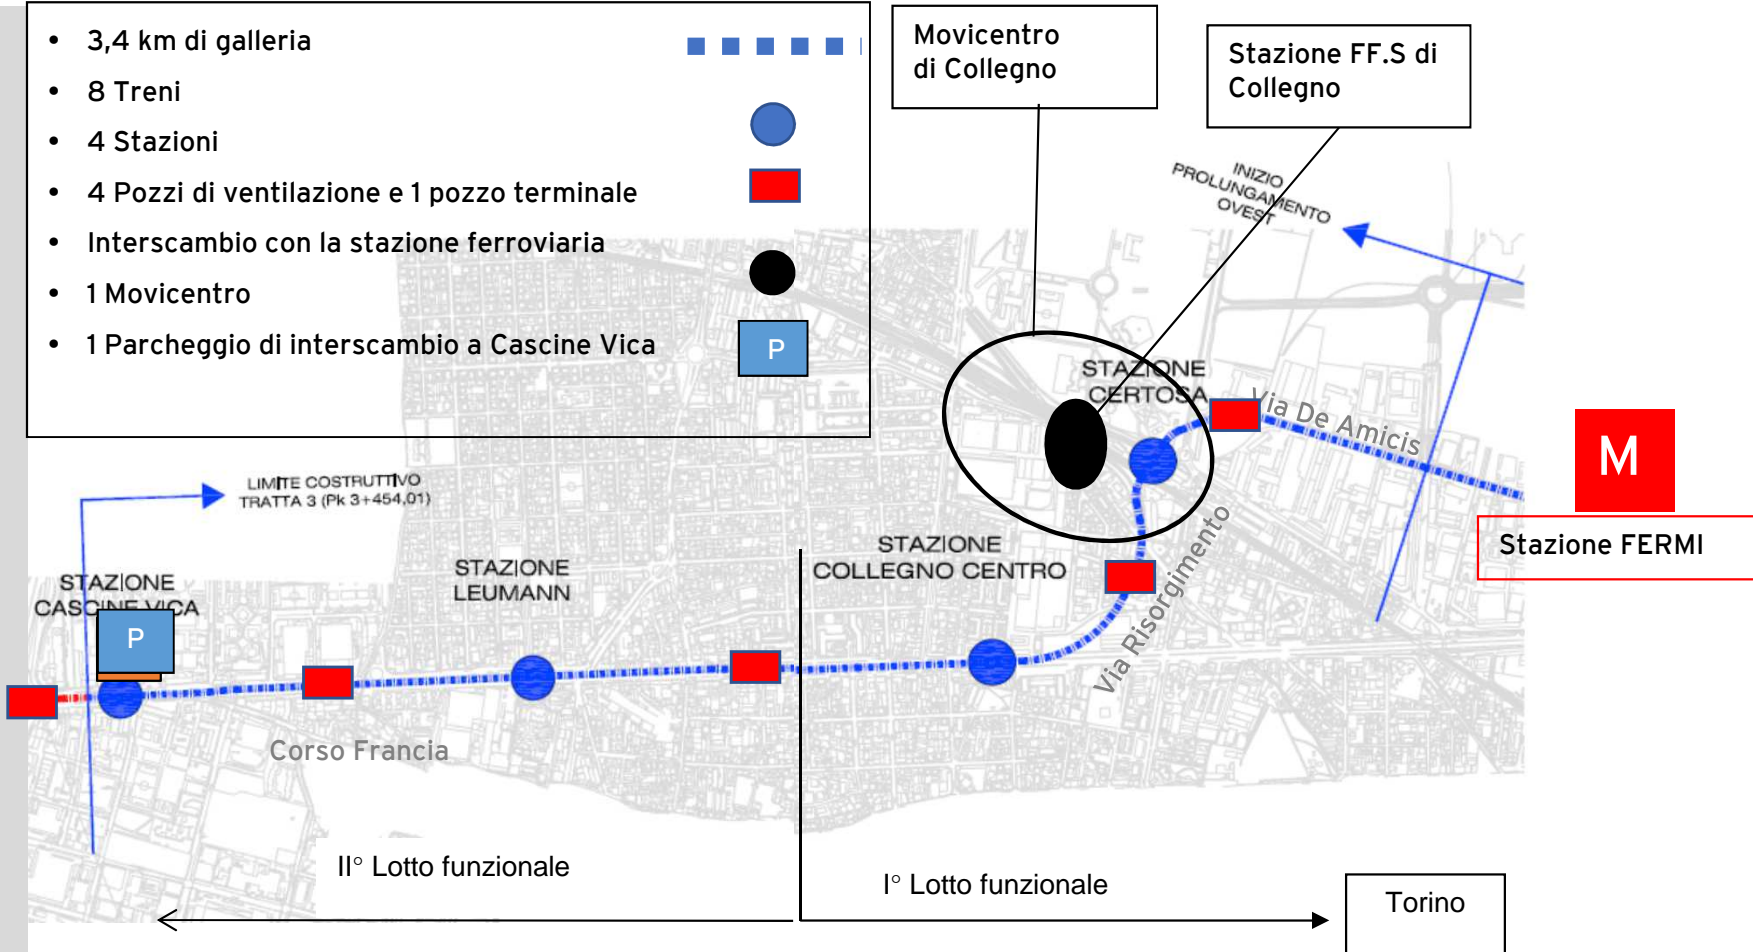 • 3,4 km di galleria
• 8 Treni
• 4 Stazioni
• 4 Pozzi di ventilazione e 1 pozzo terminale
• Interscambio con la stazione ferroviaria
• 1 Movicentro
• 1 Parcheggio di interscambio a Cascine Vica
P
Movicentro
di Collegno
Stazione FF.S di
Collegno
INIZIO
PROLUNGAMENTO
OVEST
STAZIONE
CERTOSA
Via De Amicis
M
Stazione FERMI
LIMITE COSTRUTTIVO
TRATTA 3 (Pk 3+454,01)
STAZIONE
CASCINE VICA
P
STAZIONE
LEUMANN
STAZIONE
COLLEGNO CENTRO
Via Risorgimento
Corso Francia
II° Lotto funzionale
I° Lotto funzionale
Torino